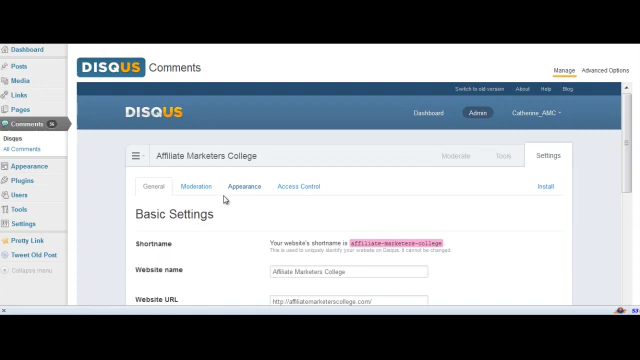 Dashboard
Posts
Media
Links
Pages
Comments 36
Disqus
All Comments
Appearance
Plugins
Users
Tools
Settings
Pretty Link
Tweet Old Post
Collapse menu
DISQUS Comments
Manage Advanced Options
Switch to old version About Help Blog
DISQUS Dashboard Admin Catherine_AMC
Affiliate Marketers College Moderate Tools Settings
General Moderation Appearance Access Control Install
Basic Settings
Shortname Your website's shortname is affiliate-marketers-college
This is used to uniquely identify your website on Disqus. It cannot be changed.
Website name Affiliate Marketers College
Website URL http://affiliatemarketerscollege.com/